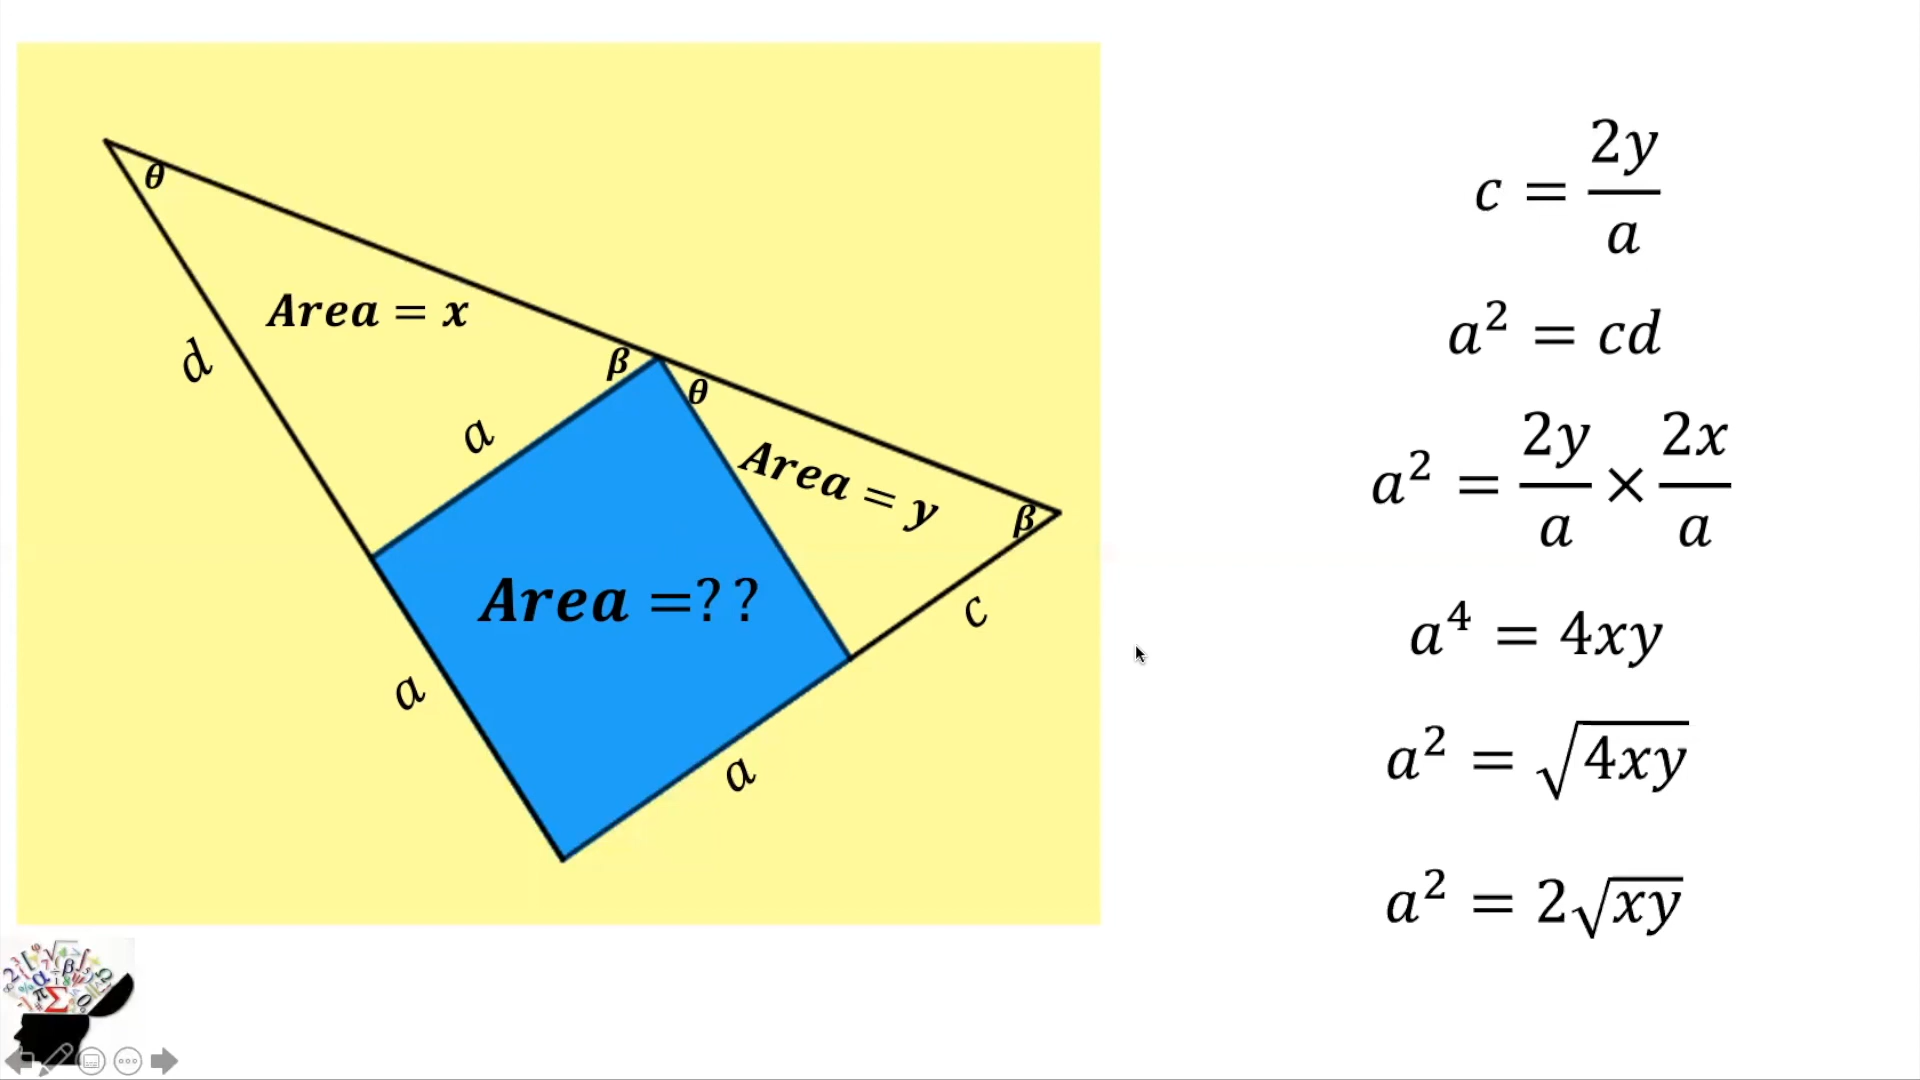 θ
Area = x
d
β
θ
a
Area = y
β
Area =? ?
c
a
a
c = 2y/a
a² = cd
a² = 2y/a × 2x/a
a⁴ = 4xy
a² = √4xy
a² = 2√xy